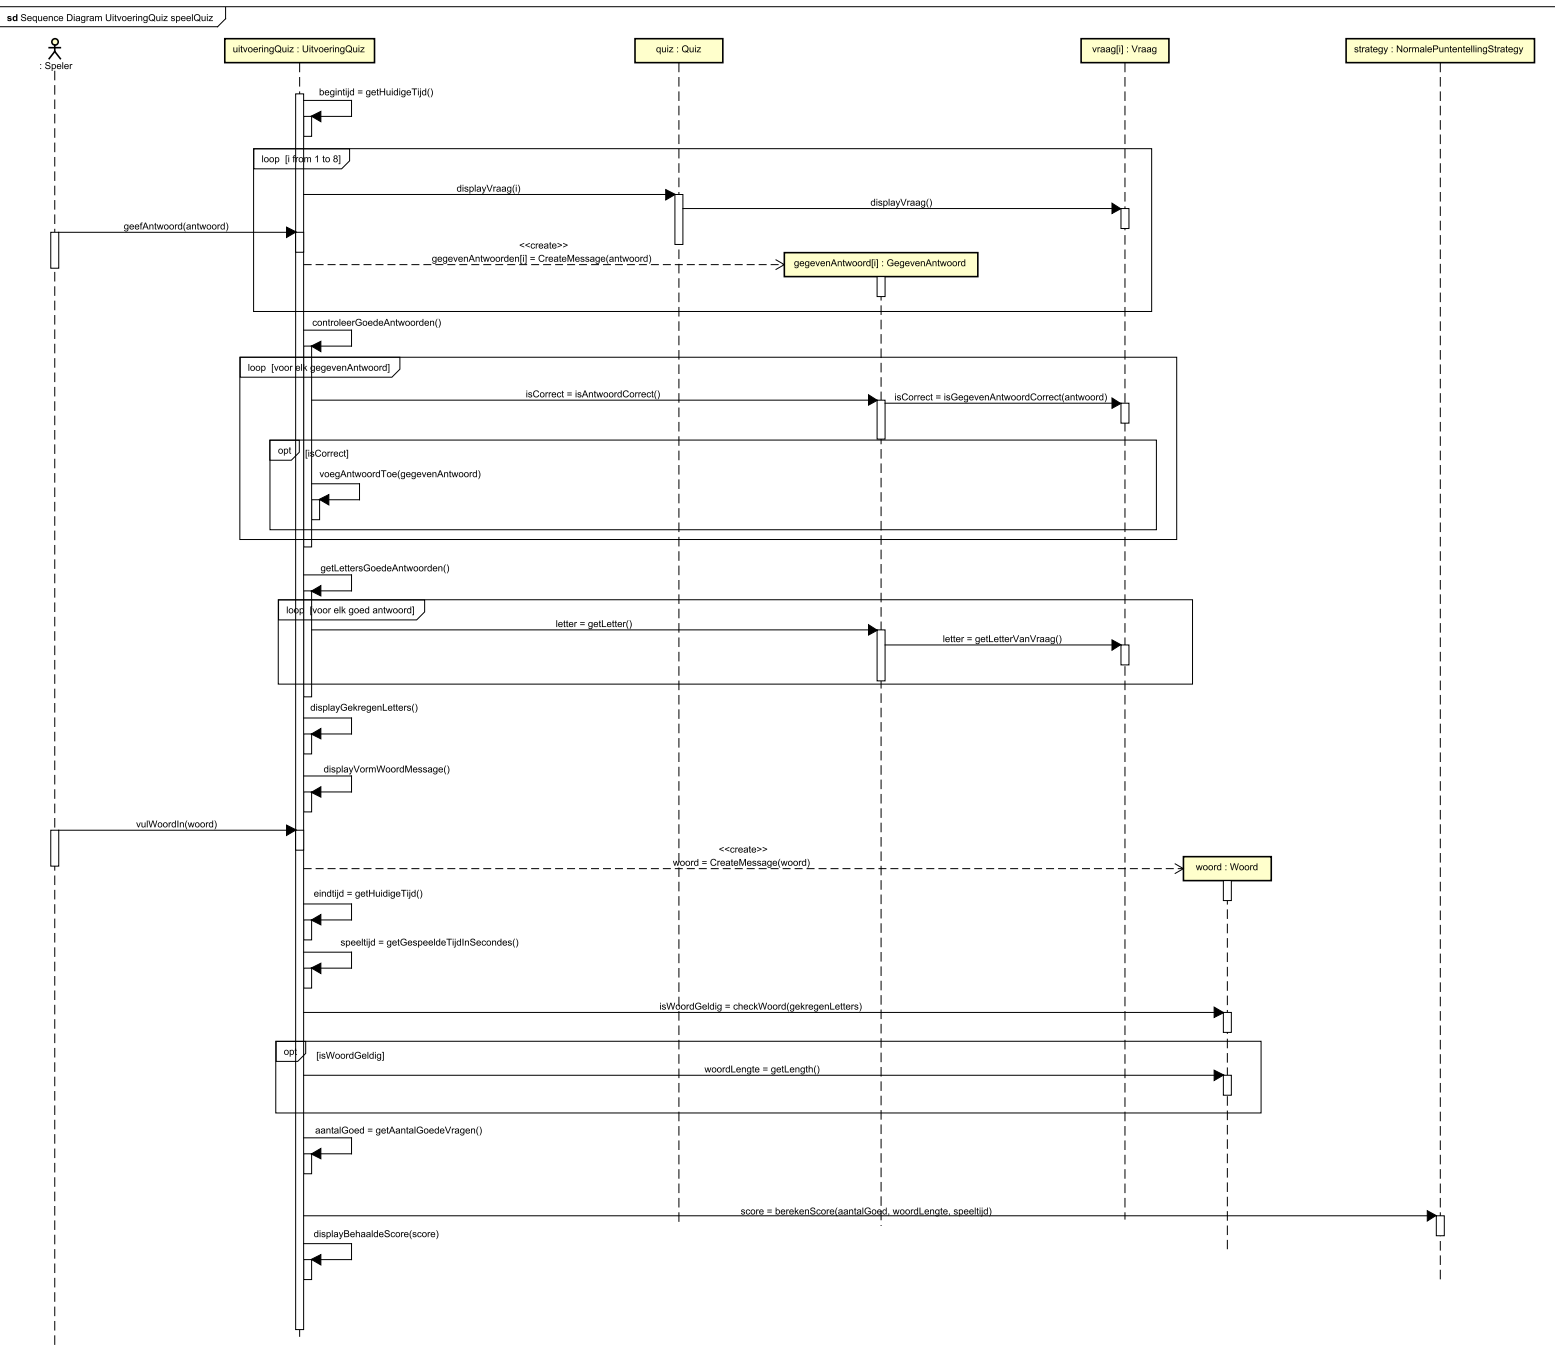 sd Sequence Diagram UitvoeringQuiz speelQuiz
: Speler
uitvoeringQuiz : UitvoeringQuiz
quiz : Quiz
vraag[i] : Vraag
strategy : NormalePuntentellingStrategy
begintijd = getHuidigeTijd()
loop [i from 1 to 8]
displayVraag(i)
displayVraag()
geefAntwoord(antwoord)
<<create>>
gegevenAntwoorden[i] = CreateMessage(antwoord)
gegevenAntwoord[i] : GegevenAntwoord
controleerGoedeAntwoorden()
loop [voor elk gegevenAntwoord]
isCorrect = isAntwoordCorrect()
isCorrect = isGegevenAntwoordCorrect(antwoord)
opt [isCorrect]
voegAntwoordToe(gegevenAntwoord)
getLettersGoedeAntwoorden()
loop [voor elk goed antwoord]
letter = getLetter()
letter = getLetterVanVraag()
displayGekregenLetters()
displayVormWoordMessage()
vulWoordIn(woord)
<<create>>
woord = CreateMessage(woord)
woord : Woord
eindtijd = getHuidigeTijd()
speeltijd = getGespeeldeTijdInSecondes()
isWoordGeldig = checkWoord(gekregenLetters)
opt [isWoordGeldig]
woordLengte = getLength()
aantalGoed = getAantalGoedeVragen()
score = berekenScore(aantalGoed, woordLengte, speeltijd)
displayBehaaldeScore(score)